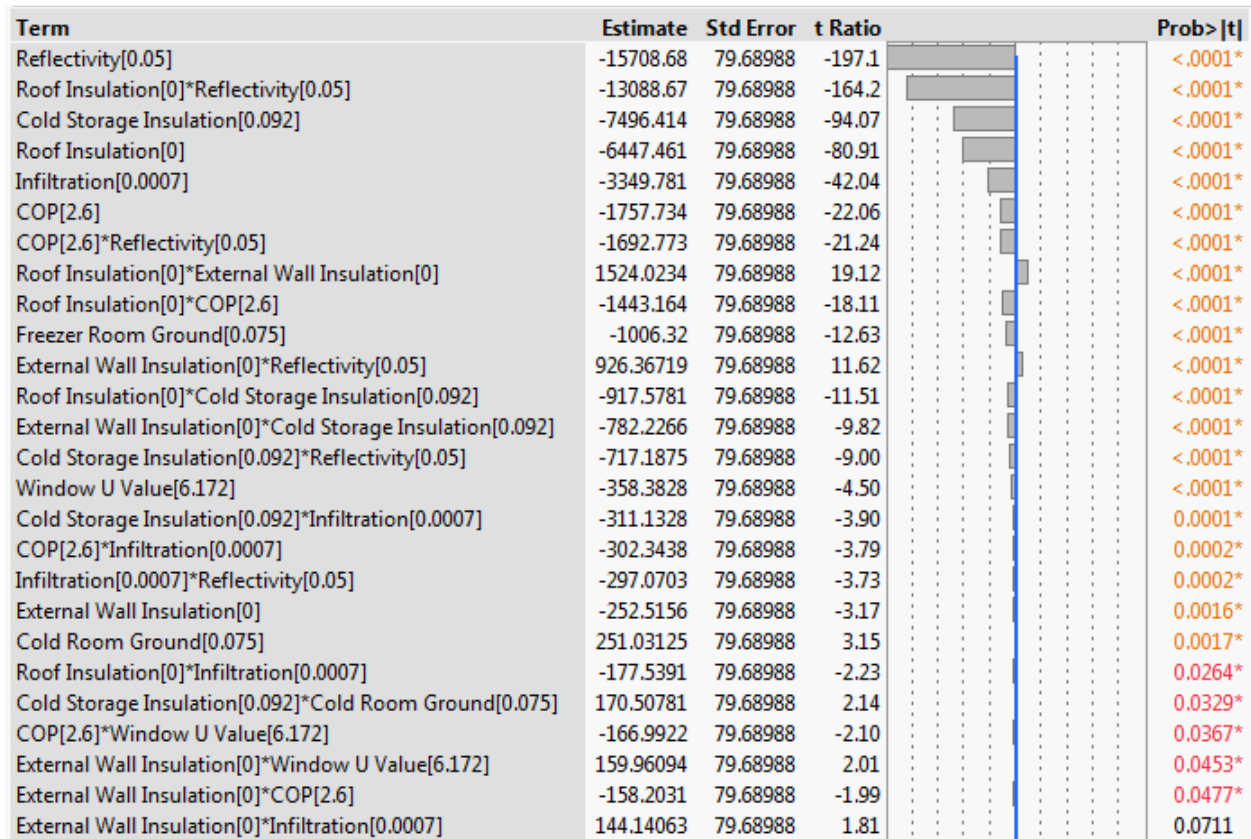 Term Estimate Std Error t Ratio Prob>|t|
Reflectivity[0.05] -15708.68 79.68988 -197.1 <.0001*
Roof Insulation[0]*Reflectivity[0.05] -13088.67 79.68988 -164.2 <.0001*
Cold Storage Insulation[0.092] -7496.414 79.68988 -94.07 <.0001*
Roof Insulation[0] -6447.461 79.68988 -80.91 <.0001*
Infiltration[0.0007] -3349.781 79.68988 -42.04 <.0001*
COP[2.6] -1757.734 79.68988 -22.06 <.0001*
COP[2.6]*Reflectivity[0.05] -1692.773 79.68988 -21.24 <.0001*
Roof Insulation[0]*External Wall Insulation[0] 1524.0234 79.68988 19.12 <.0001*
Roof Insulation[0]*COP[2.6] -1443.164 79.68988 -18.11 <.0001*
Freezer Room Ground[0.075] -1006.32 79.68988 -12.63 <.0001*
External Wall Insulation[0]*Reflectivity[0.05] 926.36719 79.68988 11.62 <.0001*
Roof Insulation[0]*Cold Storage Insulation[0.092] -917.5781 79.68988 -11.51 <.0001*
External Wall Insulation[0]*Cold Storage Insulation[0.092] -782.2266 79.68988 -9.82 <.0001*
Cold Storage Insulation[0.092]*Reflectivity[0.05] -717.1875 79.68988 -9.00 <.0001*
Window U Value[6.172] -358.3828 79.68988 -4.50 <.0001*
Cold Storage Insulation[0.092]*Infiltration[0.0007] -311.1328 79.68988 -3.90 0.0001*
COP[2.6]*Infiltration[0.0007] -302.3438 79.68988 -3.79 0.0002*
Infiltration[0.0007]*Reflectivity[0.05] -297.0703 79.68988 -3.73 0.0002*
External Wall Insulation[0] -252.5156 79.68988 -3.17 0.0016*
Cold Room Ground[0.075] 251.03125 79.68988 3.15 0.0017*
Roof Insulation[0]*Infiltration[0.0007] -177.5391 79.68988 -2.23 0.0264*
Cold Storage Insulation[0.092]*Cold Room Ground[0.075] 170.50781 79.68988 2.14 0.0329*
COP[2.6]*Window U Value[6.172] -166.9922 79.68988 -2.10 0.0367*
External Wall Insulation[0]*Window U Value[6.172] 159.96094 79.68988 2.01 0.0453*
External Wall Insulation[0]*COP[2.6] -158.2031 79.68988 -1.99 0.0477*
External Wall Insulation[0]*Infiltration[0.0007] 144.14063 79.68988 1.81 0.0711